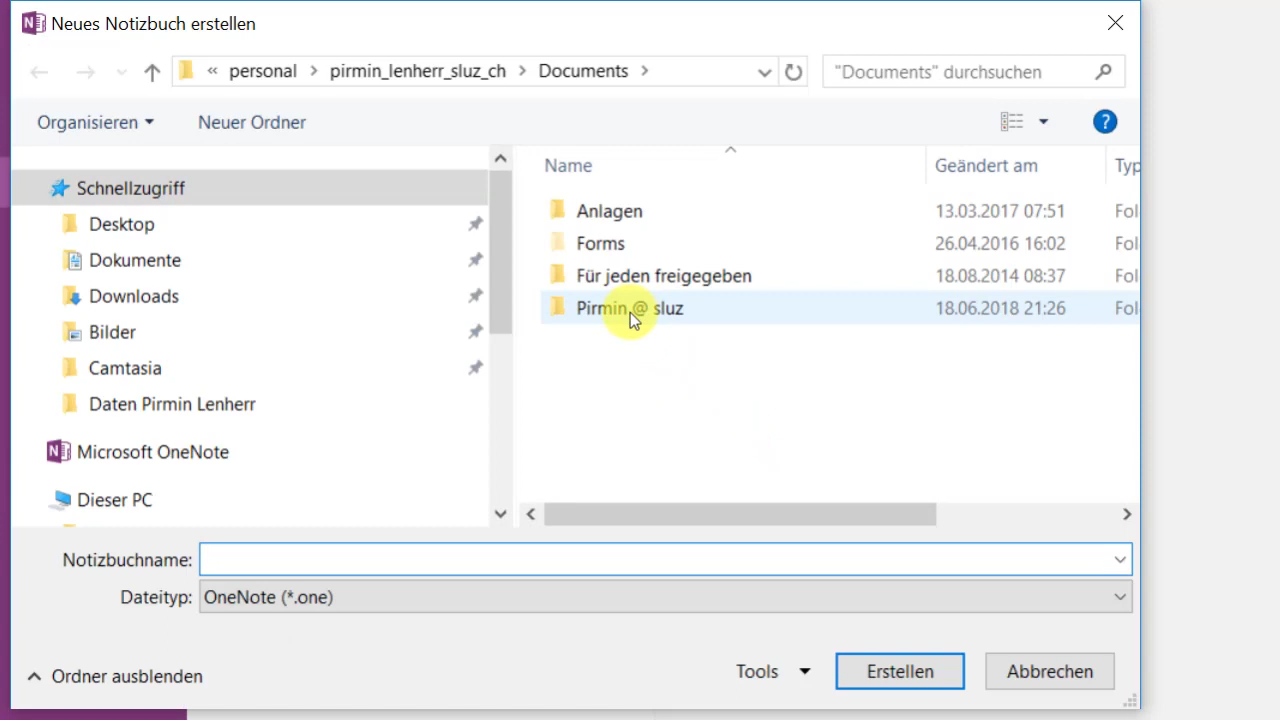 Neues Notizbuch erstellen
« personal > pirmin_lenherr_sluz_ch > Documents >
"Documents" durchsuchen
Organisieren
Neuer Ordner
Schnellzugriff
Desktop
Dokumente
Downloads
Bilder
Camtasia
Daten Pirmin Lenherr
Microsoft OneNote
Dieser PC
Name Geändert am Typ
Anlagen 13.03.2017 07:51 Fol
Forms 26.04.2016 16:02 Fol
Für jeden freigegeben 18.08.2014 08:37 Fol
Pirmin @ sluz 18.06.2018 21:26 Fol
Notizbuchname:
Dateityp: OneNote (*.one)
Ordner ausblenden
Tools
Erstellen
Abbrechen